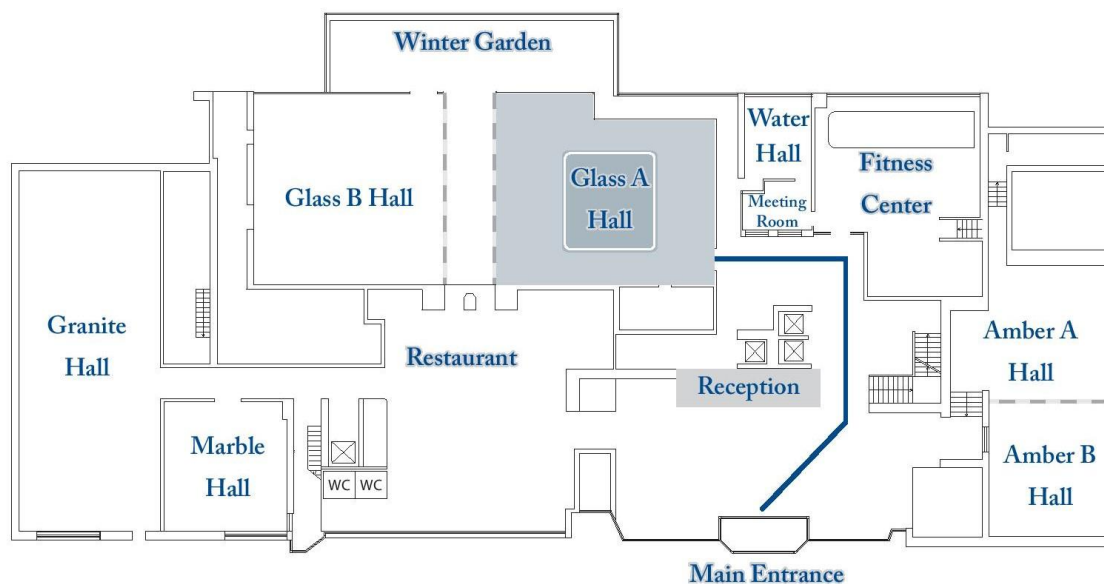 Winter Garden
Water
Hall
Fitness
Center
Glass B Hall
Glass A
Hall
Meeting
Room
Granite
Hall
Restaurant
Reception
Amber A
Hall
Marble
Hall
WC WC
Amber B
Hall
Main Entrance